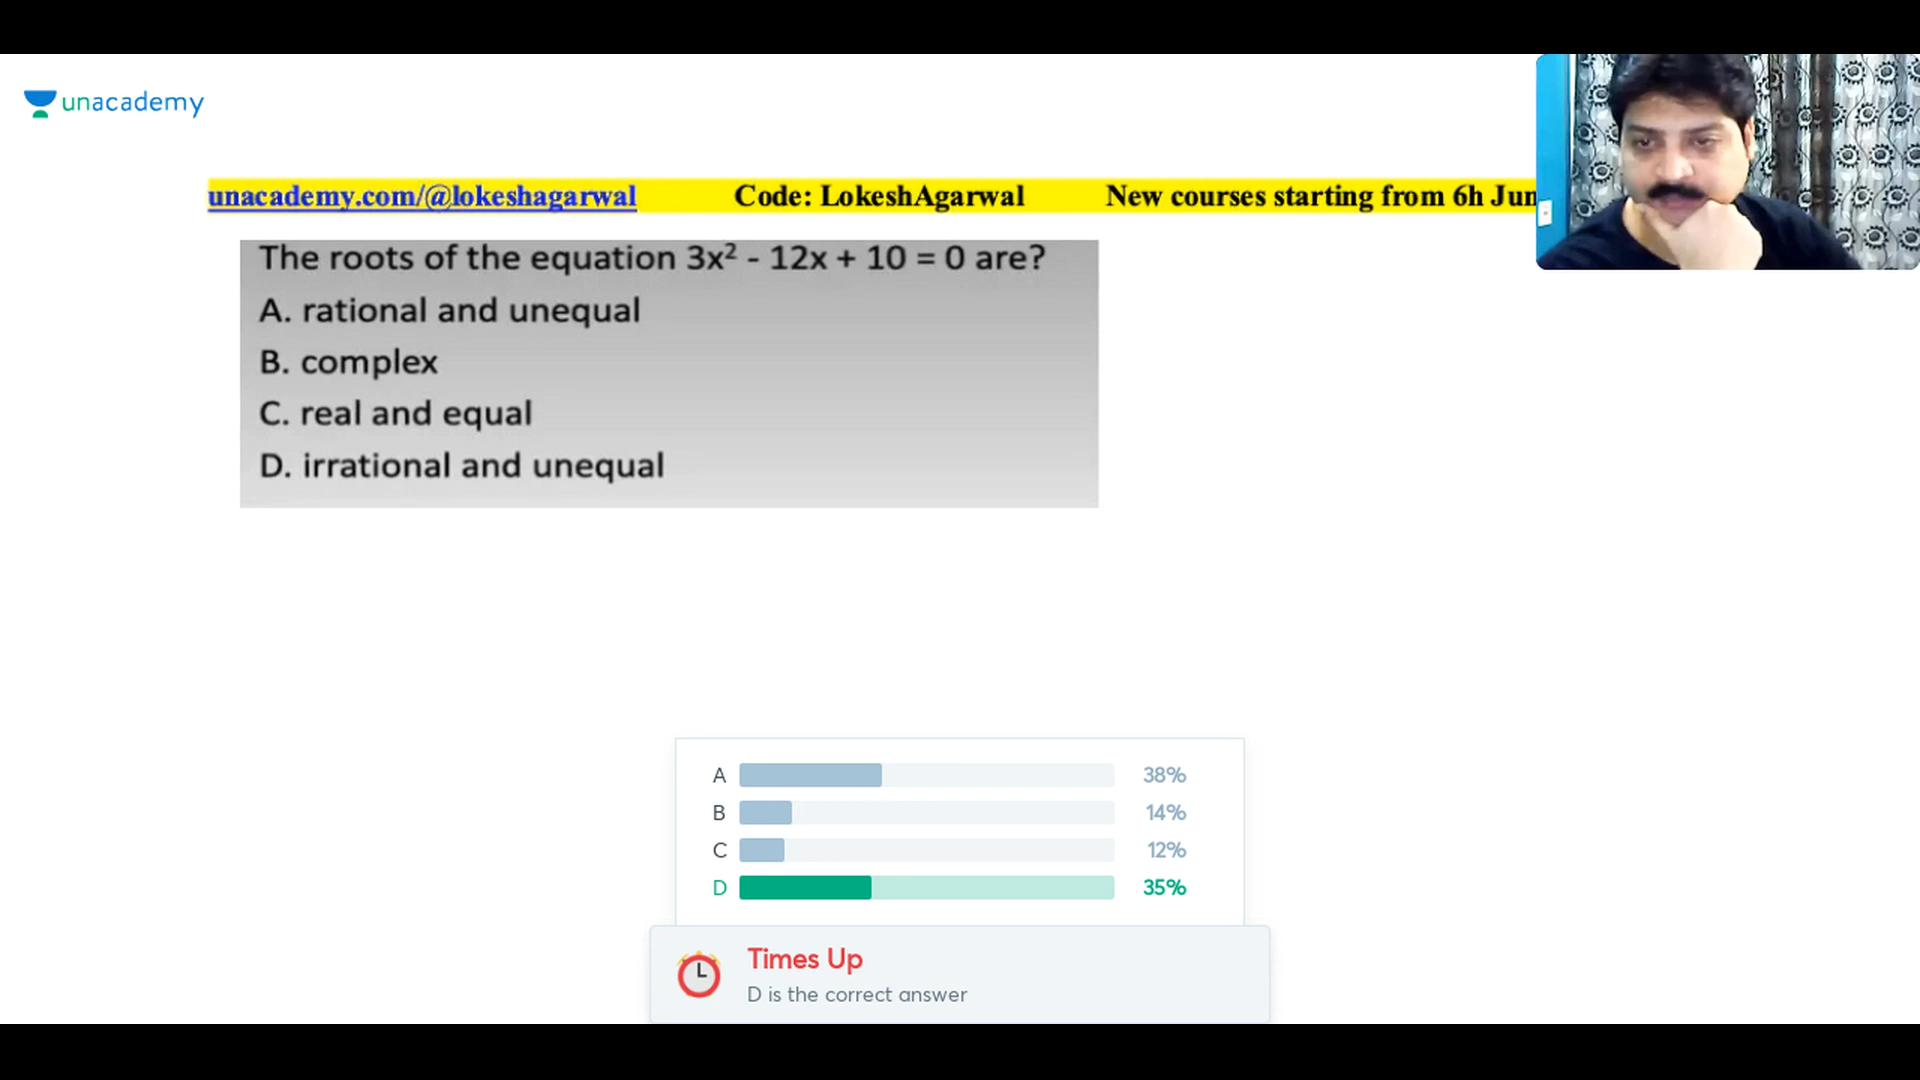 unacademy
unacademy.com/@lokeshagarwal Code: LokeshAgarwal New courses starting from 6h Jun
The roots of the equation 3x² - 12x + 10 = 0 are?
A. rational and unequal
B. complex
C. real and equal
D. irrational and unequal
A 38%
B 14%
C 12%
D 35%
Times Up
D is the correct answer